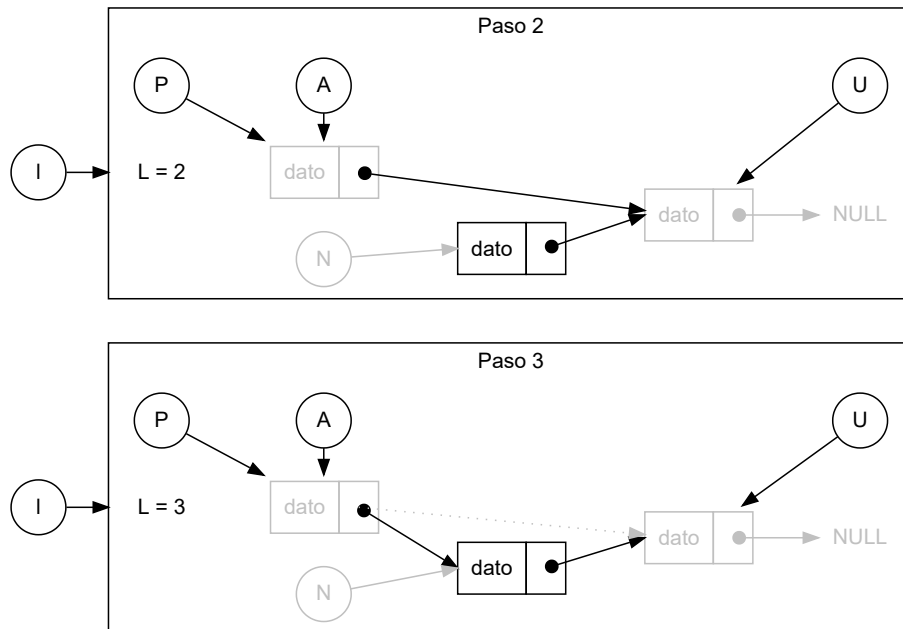 Paso 2
P
A
U
I
L = 2
dato
dato
NULL
N
dato
Paso 3
P
A
U
I
L = 3
dato
dato
NULL
N
dato